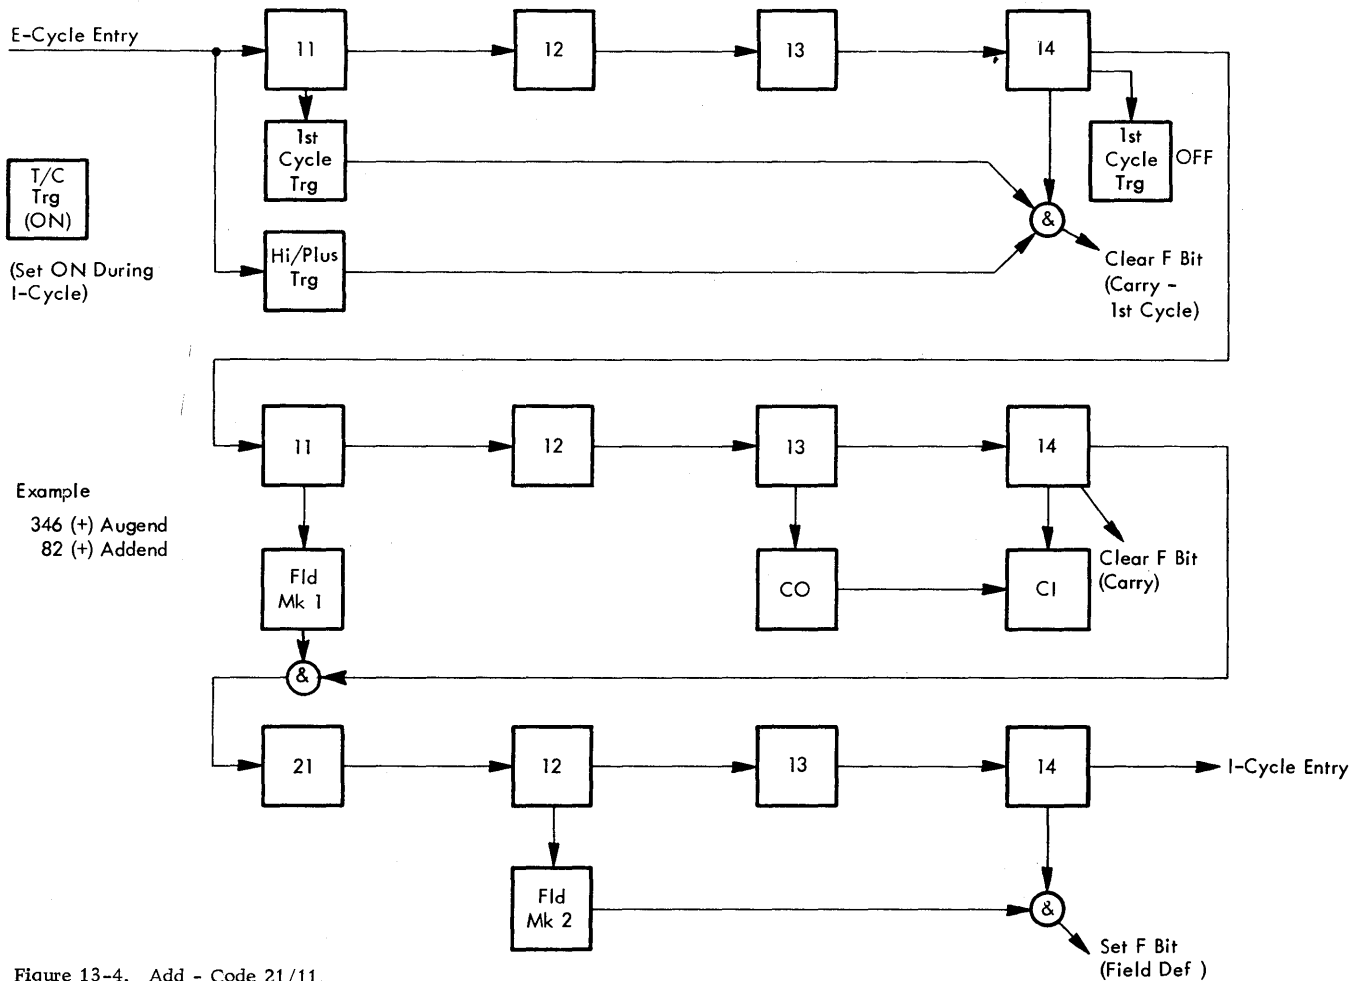 E-Cycle Entry
11
12
13
14
1st
Cycle
Trg
1st
Cycle
Trg
OFF
T/C
Trg
(ON)
(Set ON During
I-Cycle)
Hi/Plus
Trg
&
Clear F Bit
(Carry -
1st Cycle)
11
12
13
14
Example
346 (+) Augend
82 (+) Addend
Fld
Mk 1
CO
CI
Clear F Bit
(Carry)
&
21
12
13
14
I-Cycle Entry
Fld
Mk 2
&
Set F Bit
(Field Def )
Figure 13-4. Add - Code 21/11